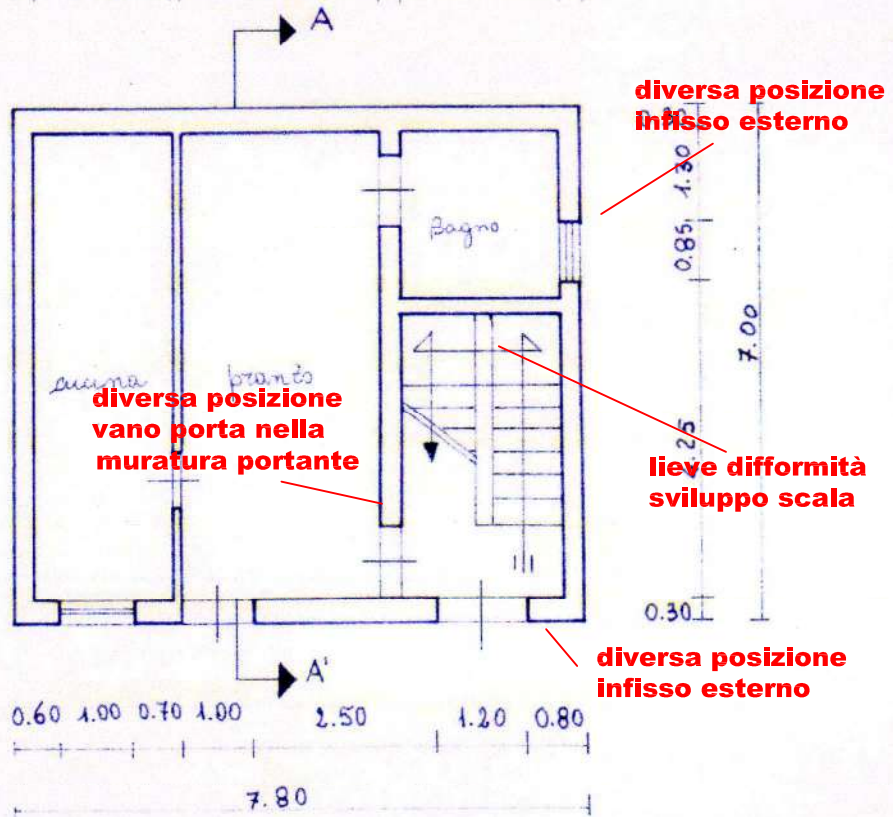 A
diversa posizione
infisso esterno
1.30
0.85
7.00
Bagno
cucina
pranzo
diversa posizione
vano porta nella
muratura portante
4.25
lieve difformità
sviluppo scala
0.30
diversa posizione
infisso esterno
A'
0.60 1.00 0.70 1.00 2.50 1.20 0.80
7.80